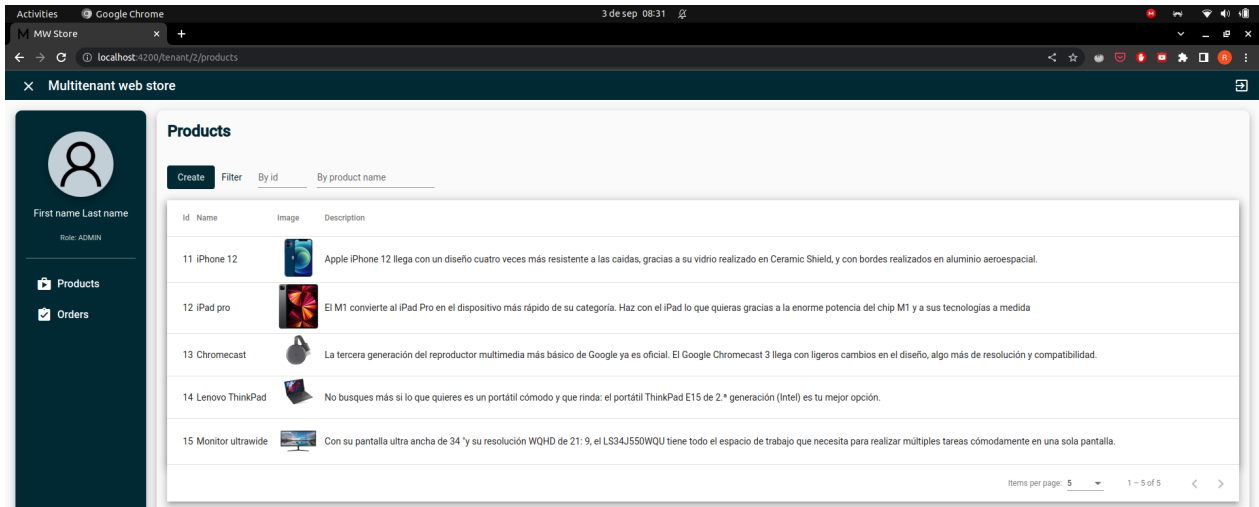 Activities Google Chrome 3 de sep 08:31
MW Store
localhost:4200/tenant/2/products
Multitenant web store
Products
Create Filter By id By product name
First name Last name
Role: ADMIN
Products
Orders
Id Name Image Description
11 iPhone 12 Apple iPhone 12 llega con un diseño cuatro veces más resistente a las caidas, gracias a su vidrio realizado en Ceramic Shield, y con bordes realizados en aluminio aeroespacial.
12 iPad pro El M1 convierte al iPad Pro en el dispositivo más rápido de su categoría. Haz con el iPad lo que quieras gracias a la enorme potencia del chip M1 y a sus tecnologías a medida
13 Chromecast La tercera generación del reproductor multimedia más básico de Google ya es oficial. El Google Chromecast 3 llega con ligeros cambios en el diseño, algo más de resolución y compatibilidad.
14 Lenovo ThinkPad No busques más si lo que quieres es un portátil cómodo y que rinda: el portátil ThinkPad E15 de 2.ª generación (Intel) es tu mejor opción.
15 Monitor ultrawide Con su pantalla ultra ancha de 34 "y su resolución WQHD de 21: 9, el LS34J550WQU tiene todo el espacio de trabajo que necesita para realizar múltiples tareas cómodamente en una sola pantalla.
Items per page: 5 1 – 5 of 5